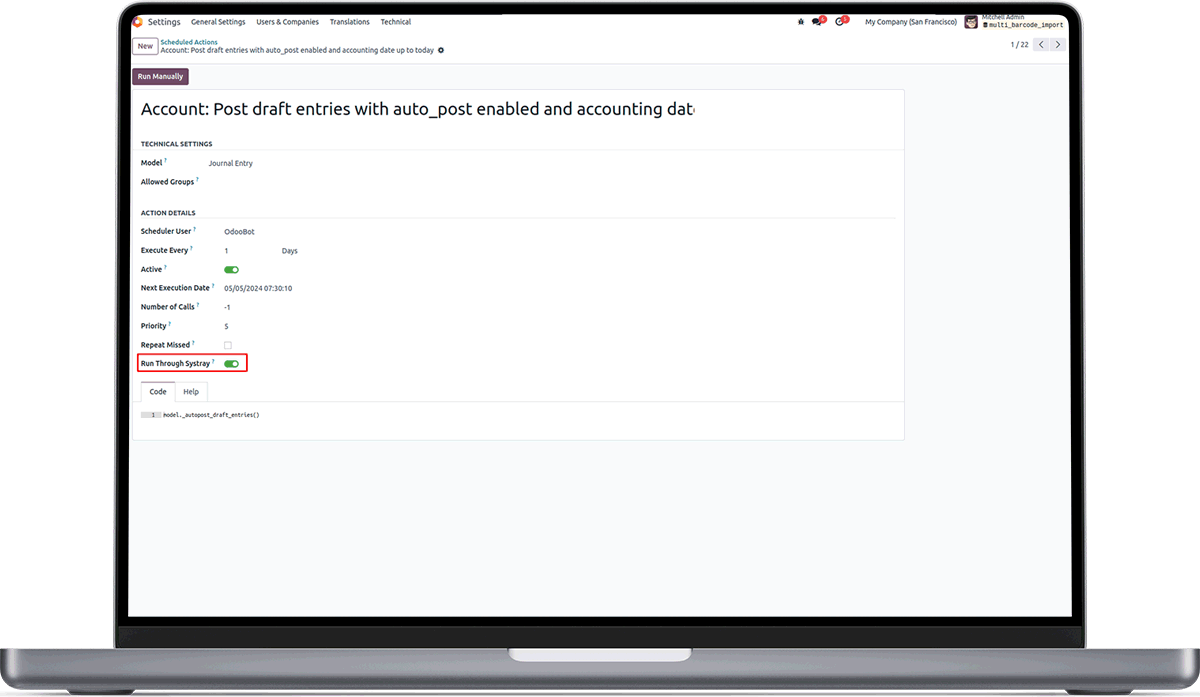 Settings General Settings Users & Companies Translations Technical
5 2 My Company (San Francisco) Mitchell Admin
multi_barcode_import
New Scheduled Actions
Account: Post draft entries with auto_post enabled and accounting date up to today
1 / 22
Run Manually
Account: Post draft entries with auto_post enabled and accounting dat
TECHNICAL SETTINGS
Model ? Journal Entry
Allowed Groups ?
ACTION DETAILS
Scheduler User ? OdooBot
Execute Every ? 1 Days
Active ?
Next Execution Date ? 05/05/2024 07:30:10
Number of Calls ? -1
Priority ? 5
Repeat Missed ?
Run Through Systray ?
Code Help
1 model._autopost_draft_entries()